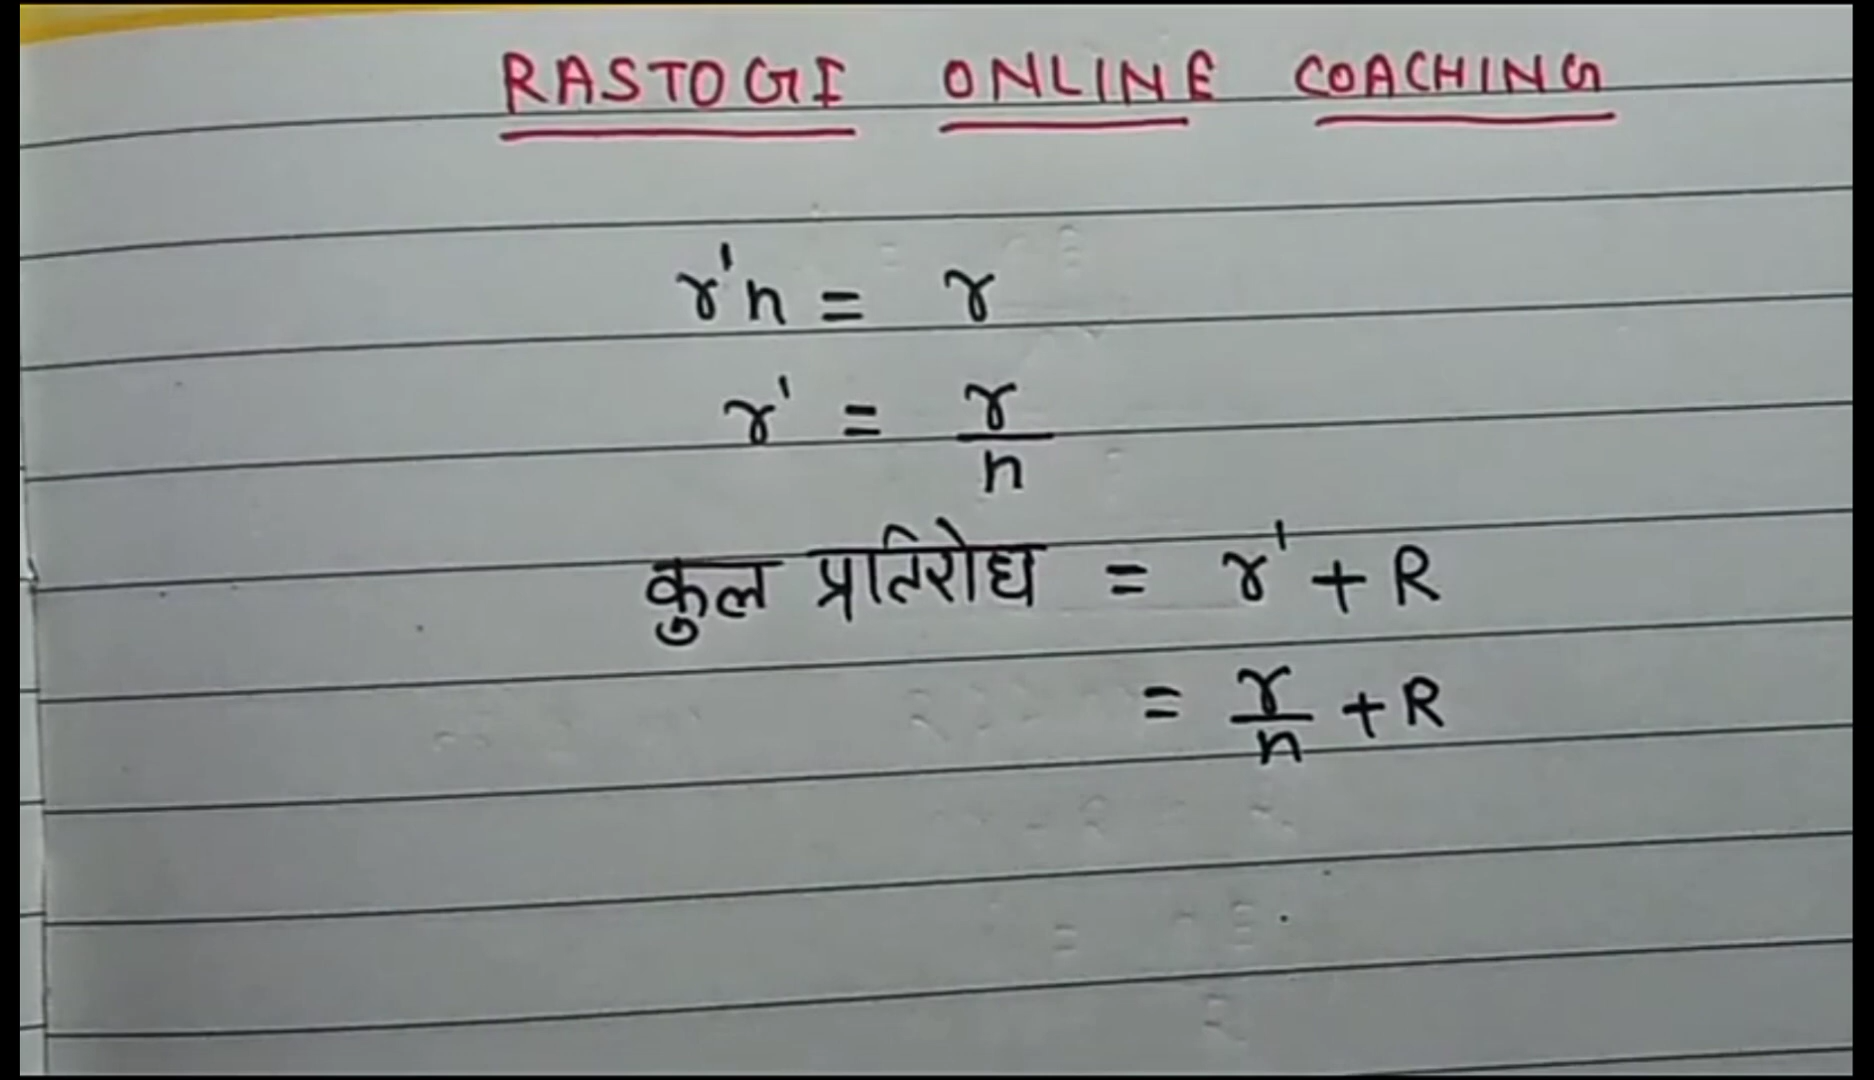 RASTOGI ONLINE COACHING
r'n = r
r' = r/n
कुल प्रतिरोध = r' + R
= r/n + R